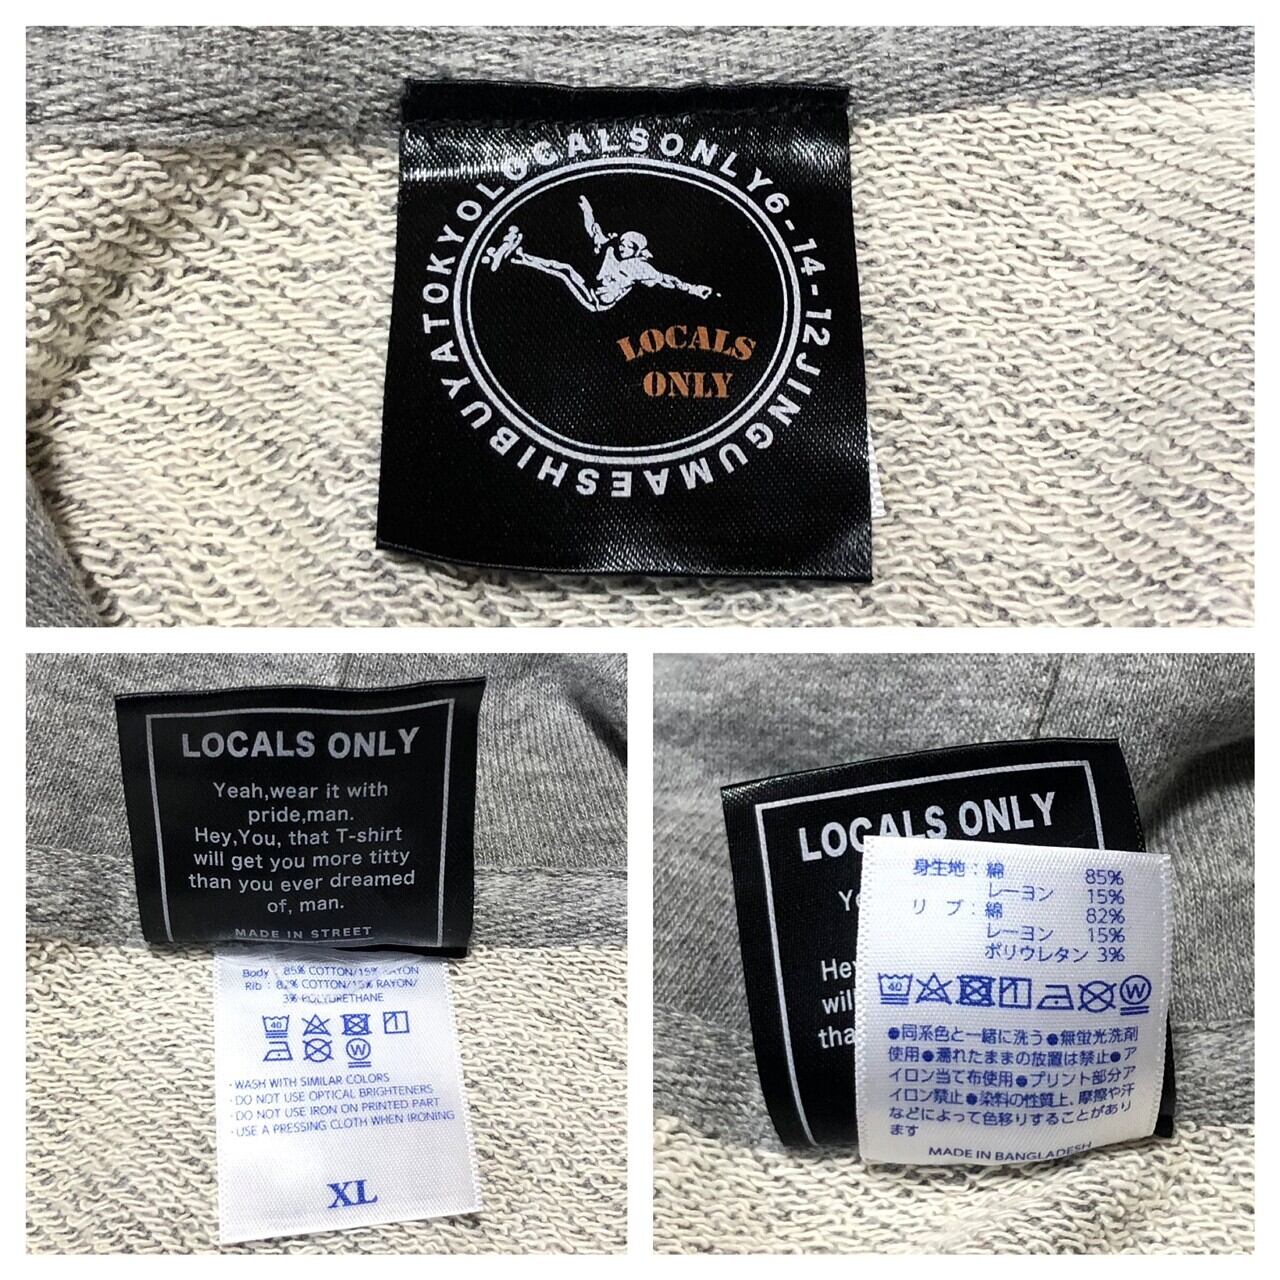 LOCALSONLY6-14-12JINGUMAESHIBUYATOKYO
LOCALS
ONLY
LOCALS ONLY
Yeah,wear it with
pride,man.
Hey,You, that T-shirt
will get you more titty
than you ever dreamed
of, man.
MADE IN STREET
Body : 85% COTTON/15% RAYON
Rib : 82% COTTON/15% RAYON/
3% POLYURETHANE
40
W
・WASH WITH SIMILAR COLORS
・DO NOT USE OPTICAL BRIGHTENERS
・DO NOT USE IRON ON PRINTED PART
・USE A PRESSING CLOTH WHEN IRONING
XL
LOCALS ONLY
Ye
Hey
will
tha
身生地：綿 85%
レーヨン 15%
リブ：綿 82%
レーヨン 15%
ポリウレタン 3%
40
W
●同系色と一緒に洗う●無蛍光洗剤
使用●濡れたままの放置は禁止●ア
イロン当て布使用●プリント部分ア
イロン禁止●染料の性質上、摩擦や汗
などによって色移りすることがあり
ます
MADE IN BANGLADESH